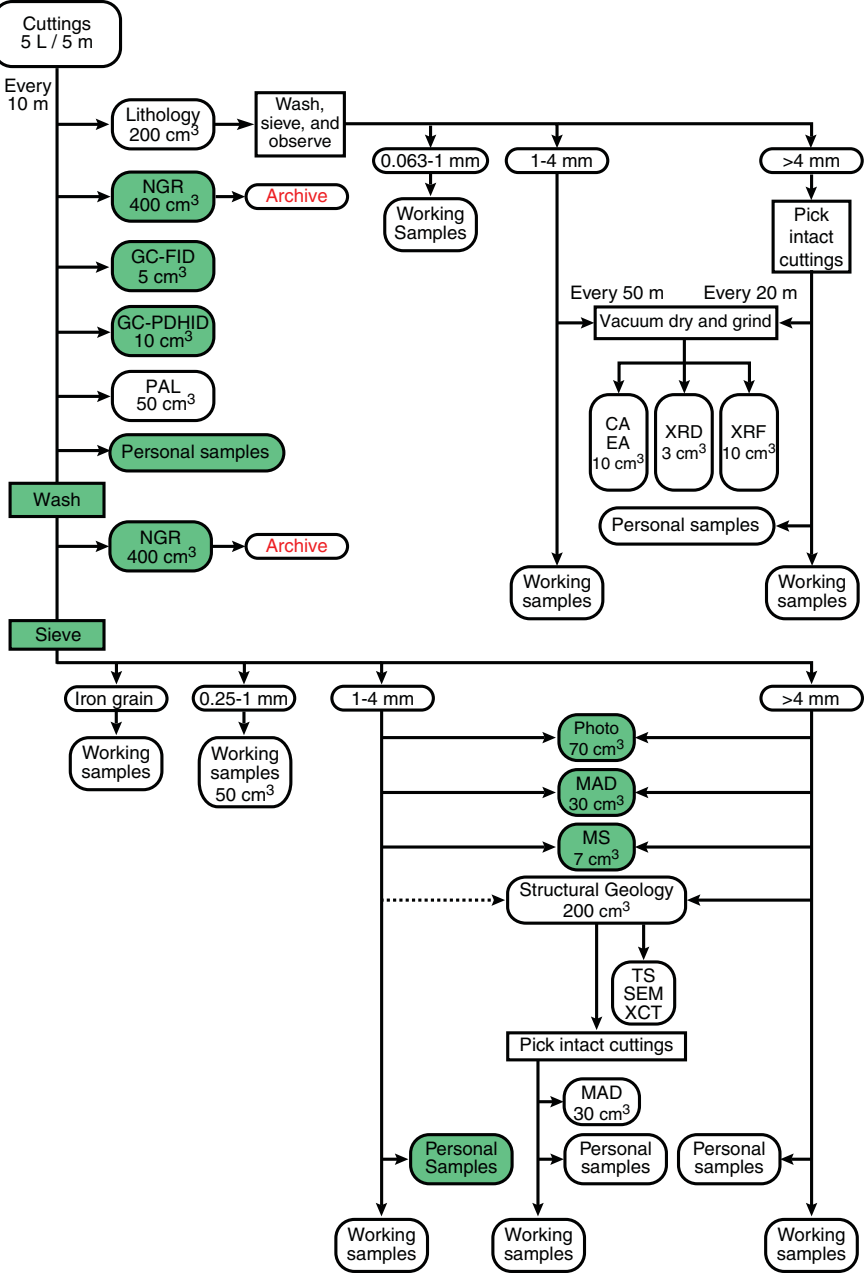 Cuttings
5 L / 5 m
Every
10 m
Lithology
200 cm³
Wash,
sieve, and
observe
0.063-1 mm
1-4 mm
>4 mm
Working
Samples
Pick
intact
cuttings
NGR
400 cm³
Archive
GC-FID
5 cm³
GC-PDHID
10 cm³
Every 50 m
Every 20 m
Vacuum dry and grind
PAL
50 cm³
CA
EA
10 cm³
XRD
3 cm³
XRF
10 cm³
Personal samples
Wash
Personal samples
NGR
400 cm³
Archive
Working
samples
Working
samples
Sieve
Iron grain
0.25-1 mm
1-4 mm
>4 mm
Working
samples
Working
samples
50 cm³
Photo
70 cm³
MAD
30 cm³
MS
7 cm³
Structural Geology
200 cm³
TS
SEM
XCT
Pick intact cuttings
MAD
30 cm³
Personal
Samples
Personal
samples
Personal
samples
Working
samples
Working
samples
Working
samples